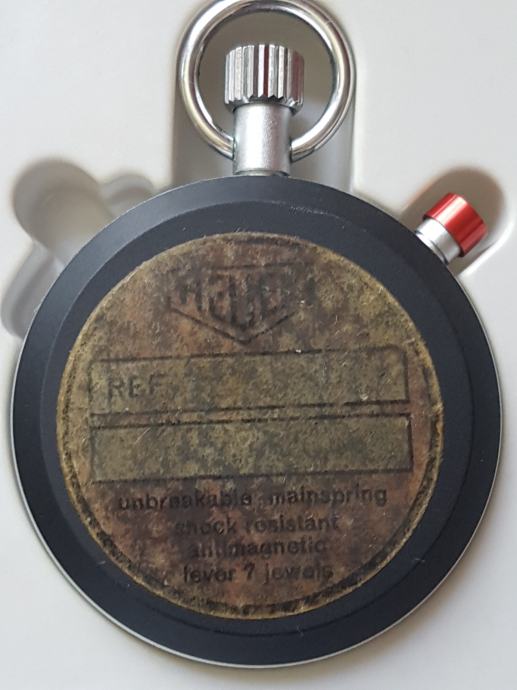 HEUER
REF.
unbreakable mainspring
shock resistant
antimagnetic
lever 7 jewels